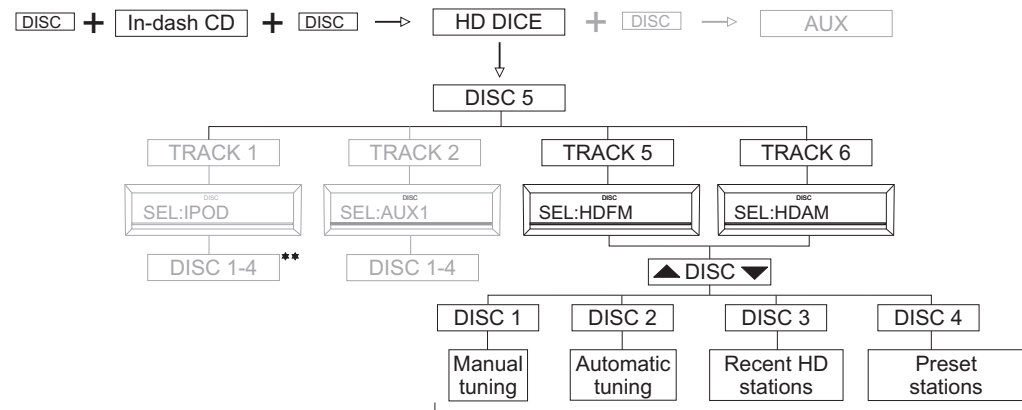 DISC + In-dash CD + DISC HD DICE + DISC AUX
DISC 5
TRACK 1 TRACK 2 TRACK 5 TRACK 6
DISC DISC DISC DISC
SEL:IPOD SEL:AUX1 SEL:HDFM SEL:HDAM
DISC 1-4** DISC 1-4
DISC
DISC 1 DISC 2 DISC 3 DISC 4
Manual Automatic Recent HD Preset
tuning tuning stations stations